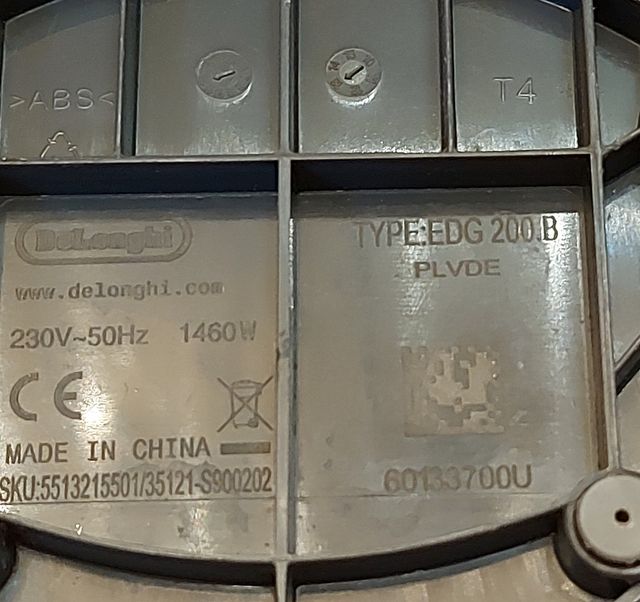 >ABS<
T4
DeLonghi
www.delonghi.com
230V~50Hz 1460W
CE
MADE IN CHINA
SKU:5513215501/35121-S900202
TYPE:EDG 200.B
PLVDE
60133700U